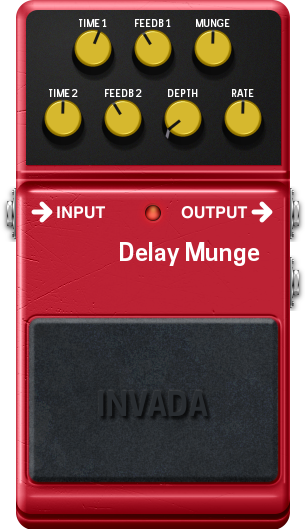 TIME 1 FEEDB 1 MUNGE
TIME 2 FEEDB 2 DEPTH RATE
INPUT OUTPUT
Delay Munge
INVADA